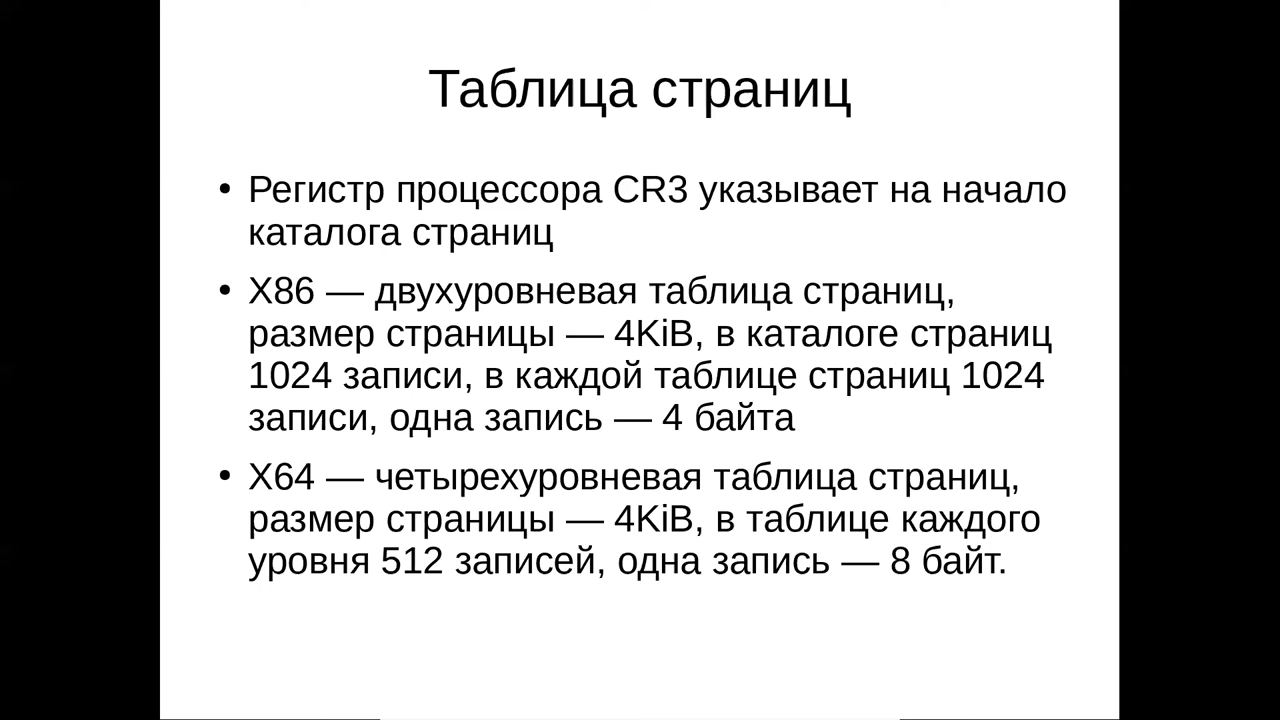 Таблица страниц
• Регистр процессора CR3 указывает на начало
каталога страниц
• X86 — двухуровневая таблица страниц,
размер страницы — 4KiB, в каталоге страниц
1024 записи, в каждой таблице страниц 1024
записи, одна запись — 4 байта
• X64 — четырехуровневая таблица страниц,
размер страницы — 4KiB, в таблице каждого
уровня 512 записей, одна запись — 8 байт.